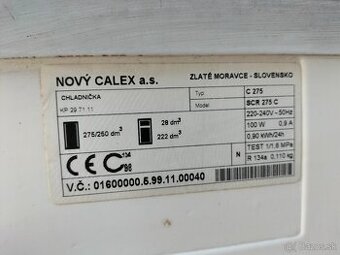 NOVÝ CALEX a.s.
ZLATÉ MORAVCE - SLOVENSKO
CHLADNIČKA
KP 29 71 11
Typ C 275
Model SCR 275 C
275/250 dm³
28 dm³
222 dm³
220-240V ~50Hz
100 W 0,9 A
0,90 kWh/24h
TEST 1/1,6 MPa
N R 134a 0,110 kg
CE
V.Č.: 01600000.5.99.11.00040